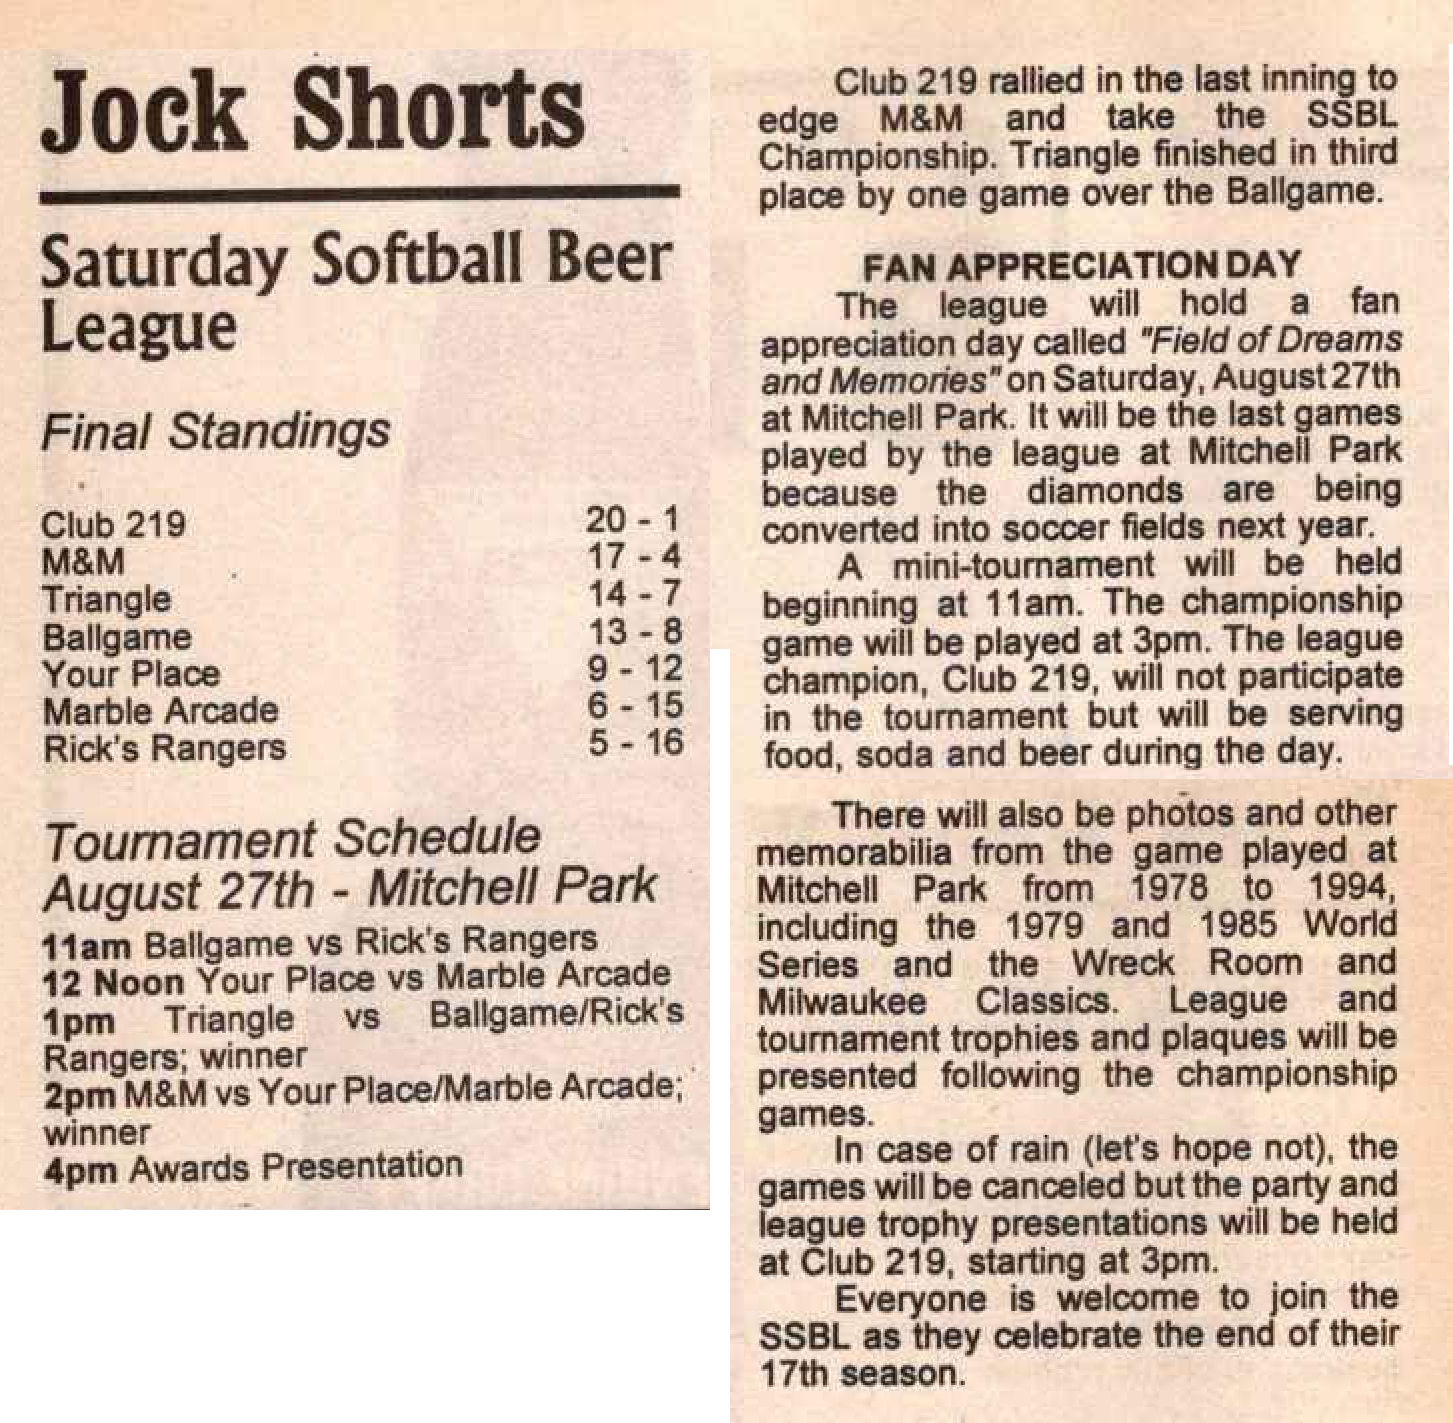 Jock Shorts
Saturday Softball Beer
League
Final Standings
Club 219 20 - 1
M&M 17 - 4
Triangle 14 - 7
Ballgame 13 - 8
Your Place 9 - 12
Marble Arcade 6 - 15
Rick's Rangers 5 - 16
Tournament Schedule
August 27th - Mitchell Park
11am Ballgame vs Rick's Rangers
12 Noon Your Place vs Marble Arcade
1pm Triangle vs Ballgame/Rick's
Rangers; winner
2pm M&M vs Your Place/Marble Arcade;
winner
4pm Awards Presentation
Club 219 rallied in the last inning to
edge M&M and take the SSBL
Championship. Triangle finished in third
place by one game over the Ballgame.
FAN APPRECIATION DAY
The league will hold a fan
appreciation day called "Field of Dreams
and Memories" on Saturday, August 27th
at Mitchell Park. It will be the last games
played by the league at Mitchell Park
because the diamonds are being
converted into soccer fields next year.
A mini-tournament will be held
beginning at 11am. The championship
game will be played at 3pm. The league
champion, Club 219, will not participate
in the tournament but will be serving
food, soda and beer during the day.
There will also be photos and other
memorabilia from the game played at
Mitchell Park from 1978 to 1994,
including the 1979 and 1985 World
Series and the Wreck Room and
Milwaukee Classics. League and
tournament trophies and plaques will be
presented following the championship
games.
In case of rain (let's hope not), the
games will be canceled but the party and
league trophy presentations will be held
at Club 219, starting at 3pm.
Everyone is welcome to join the
SSBL as they celebrate the end of their
17th season.